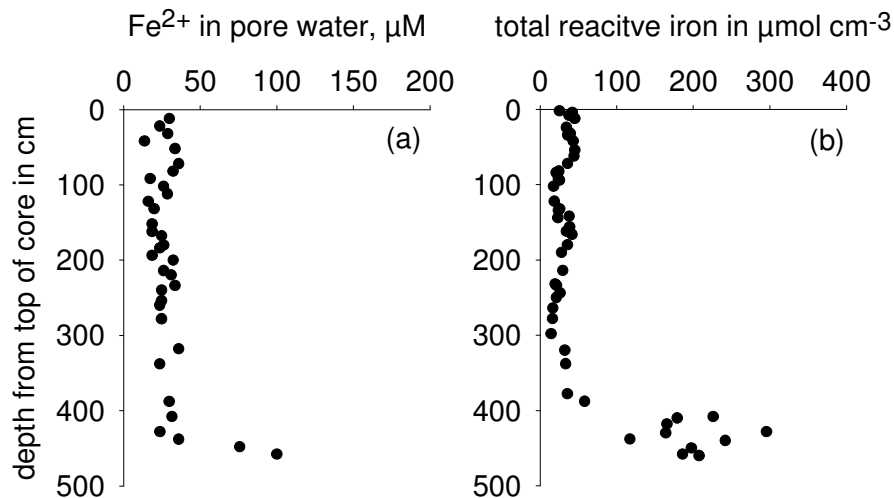 Fe2+ in pore water, μM
total reacitve iron in μmol cm-3
0 50 100 200
0 100 200 300 400
depth from top of core in cm
0
100
200
300
400
500
(a)
0
100
200
300
400
500
(b)